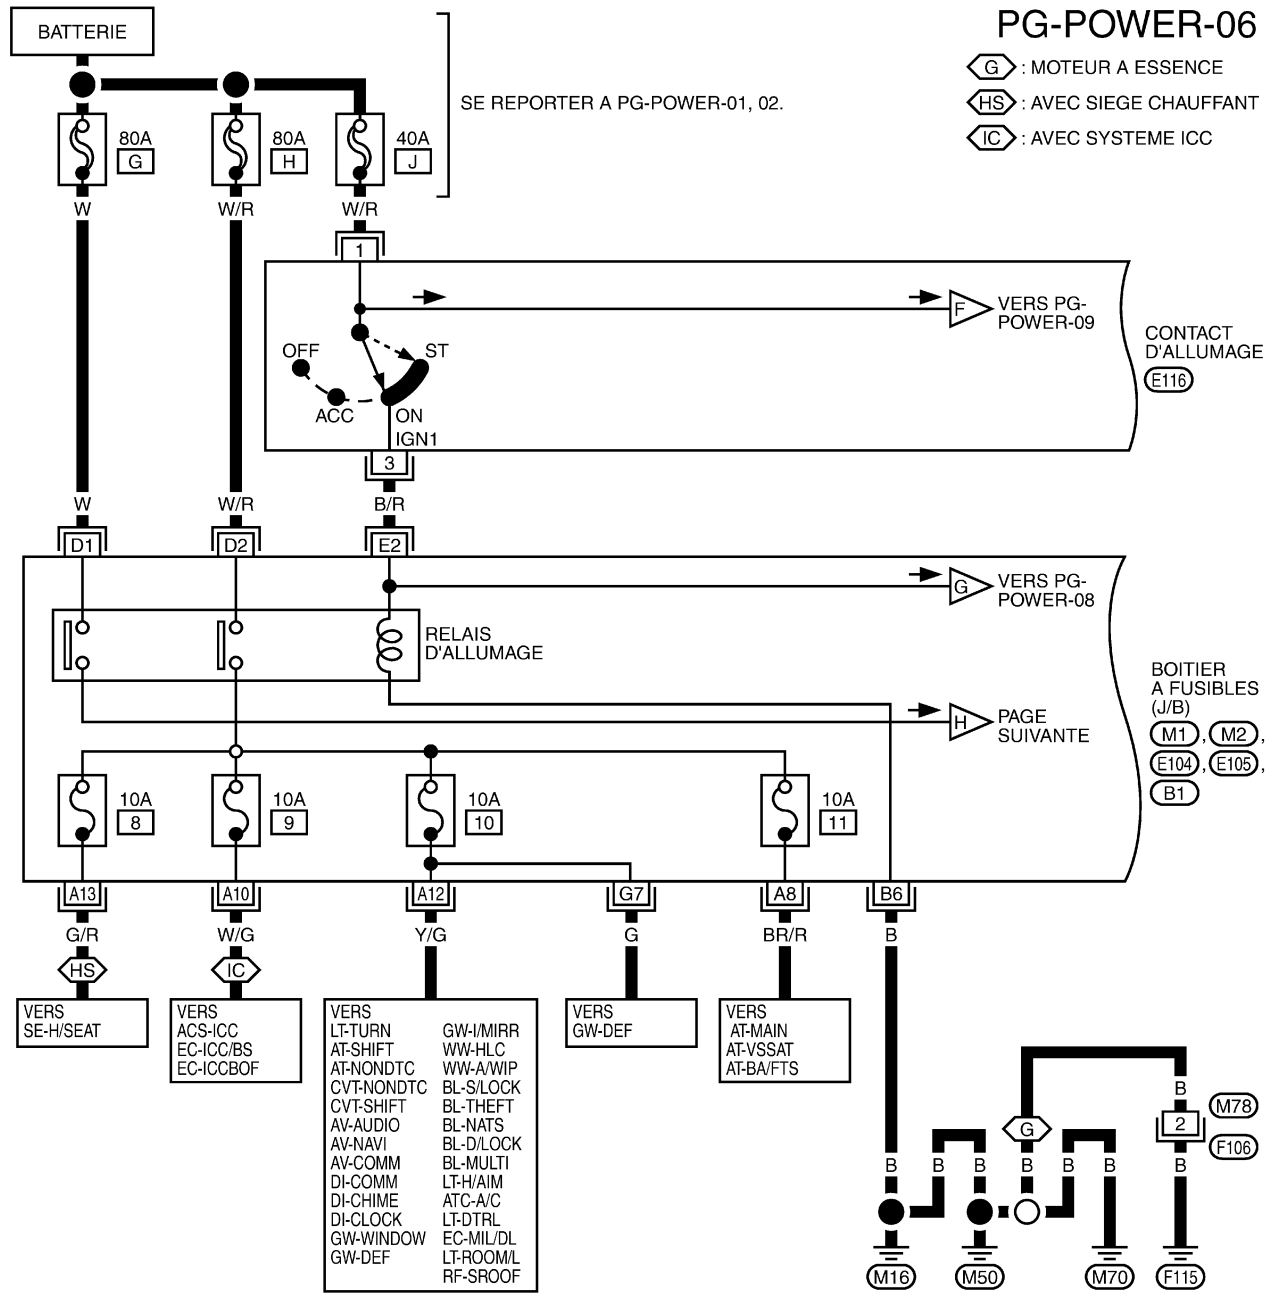 BATTERIE
PG-POWER-06
G : MOTEUR A ESSENCE
HS : AVEC SIEGE CHAUFFANT
IC : AVEC SYSTEME ICC
SE REPORTER A PG-POWER-01, 02.
80A
G
80A
H
40A
J
W
W/R
W/R
1
F
VERS PG-
POWER-09
CONTACT
D'ALLUMAGE
E116
OFF
ST
ACC
ON
IGN1
3
W
W/R
B/R
D1
D2
E2
G
VERS PG-
POWER-08
RELAIS
D'ALLUMAGE
H
PAGE
SUIVANTE
BOITIER
A FUSIBLES
(J/B)
M1 , M2 ,
E104 , E105 ,
B1
10A
8
10A
9
10A
10
10A
11
A13
A10
A12
G7
A8
B6
G/R
W/G
Y/G
G
BR/R
B
HS
IC
VERS
SE-H/SEAT
VERS
ACS-ICC
EC-ICC/BS
EC-ICCBOF
VERS
LT-TURN
AT-SHIFT
AT-NONDTC
CVT-NONDTC
CVT-SHIFT
AV-AUDIO
AV-NAVI
AV-COMM
DI-COMM
DI-CHIME
DI-CLOCK
GW-WINDOW
GW-DEF
GW-I/MIRR
WW-HLC
WW-A/WIP
BL-S/LOCK
BL-THEFT
BL-NATS
BL-D/LOCK
BL-MULTI
LT-H/AIM
ATC-A/C
LT-DTRL
EC-MIL/DL
LT-ROOM/L
RF-SROOF
VERS
GW-DEF
VERS
AT-MAIN
AT-VSSAT
AT-BA/FTS
B
M78
2
G
F106
B
B
B
B
B
B
B
M16
M50
M70
F115